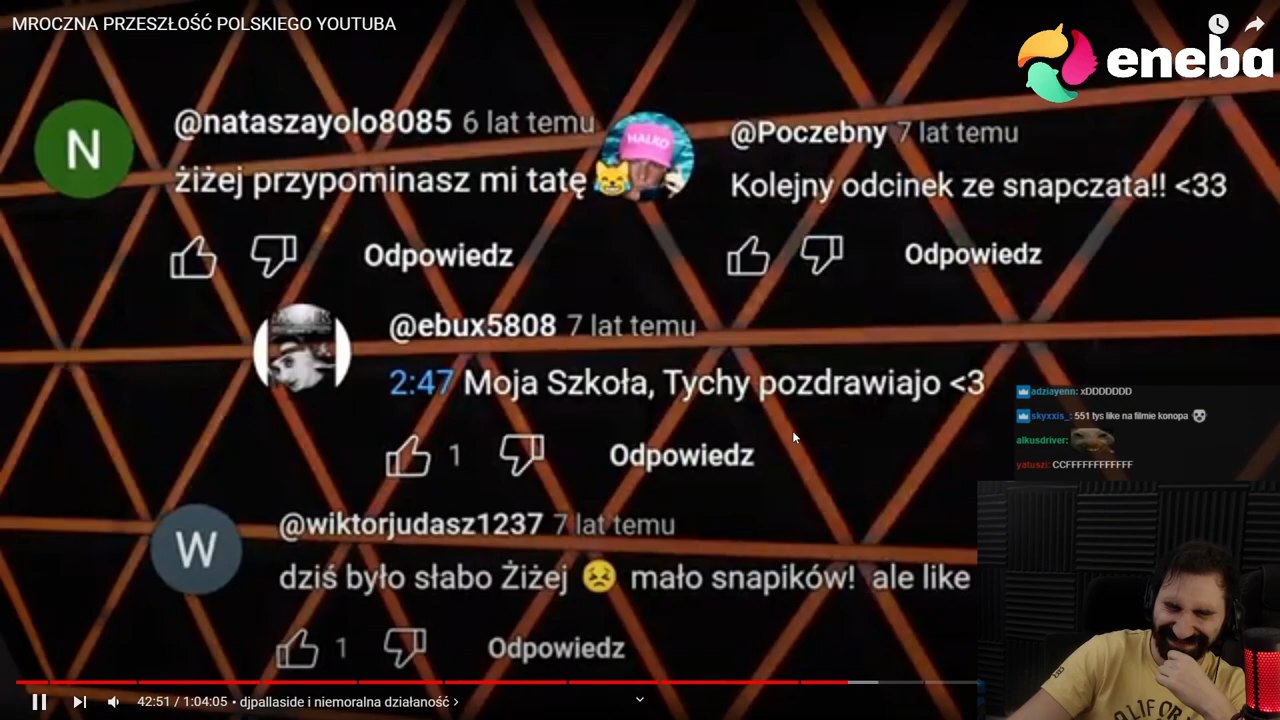 MROCZNA PRZESZŁOŚĆ POLSKIEGO YOUTUBA
eneba
N
@nataszayolo8085 6 lat temu
żiżej przypominasz mi tatę 😹
Odpowiedz
HALKO
@Poczebny 7 lat temu
Kolejny odcinek ze snapczata!! <33
Odpowiedz
@ebux5808 7 lat temu
2:47 Moja Szkoła, Tychy pozdrawiajo <3
1 Odpowiedz
W
@wiktorjudasz1237 7 lat temu
dziś było słabo Żiżej 😣 mało snapików! ale like
1 Odpowiedz
adziayenn: xDDDDDDD
skyxxis_: 551 tys like na filmie konopa
alkusdriver:
yatuszi: CCFFFFFFFFFFFF
42:51 / 1:04:05 • djpallaside i niemoralna działaność >